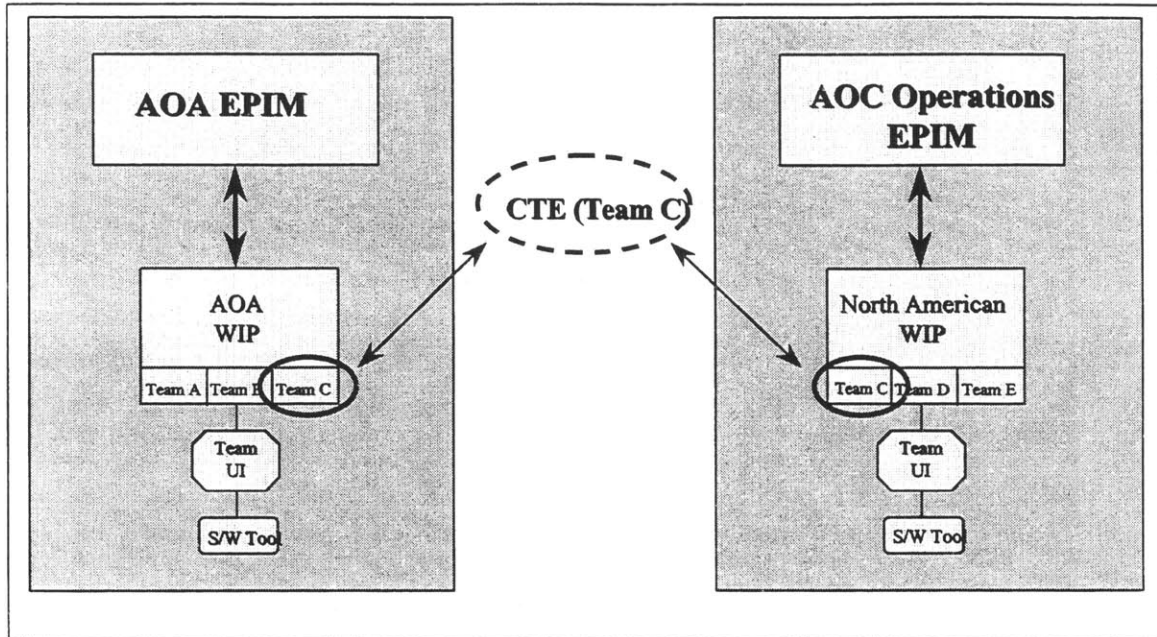 AOA EPIM
AOC Operations
EPIM
CTE (Team C)
AOA
WIP
Team A
Team B
Team C
North American
WIP
Team C
Team D
Team E
Team
UI
Team
UI
S/W Tool
S/W Tool